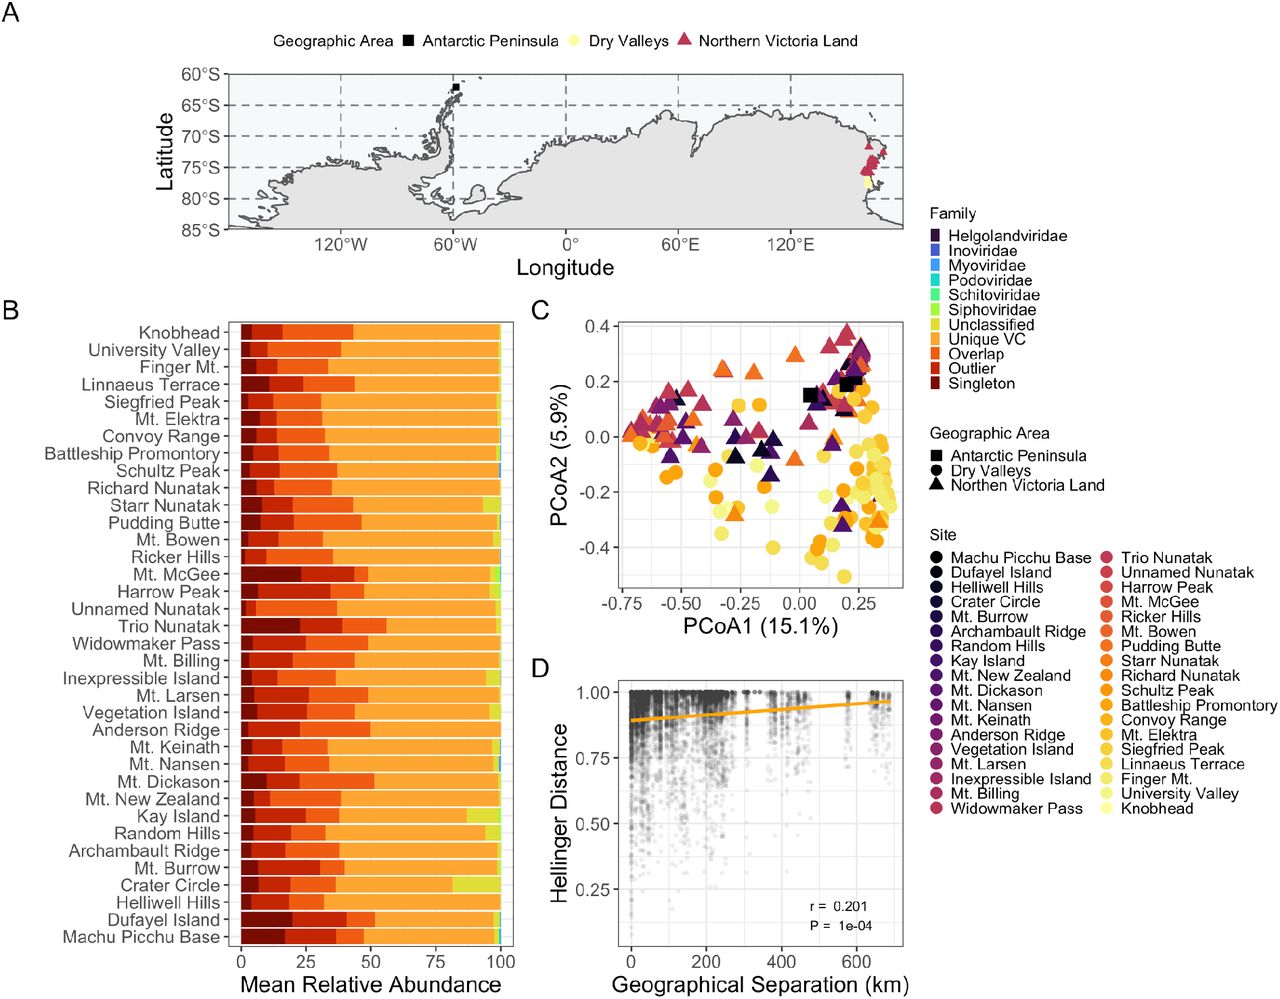 A
Geographic Area Antarctic Peninsula Dry Valleys Northern Victoria Land
60°S
65°S
70°S
75°S
80°S
85°S
Latitude
120°W 60°W 0° 60°E 120°E
Longitude
Family
Helgolandviridae
Inoviridae
Myoviridae
Podoviridae
Schitoviridae
Siphoviridae
Unclassified
Unique VC
Overlap
Outlier
Singleton
B
Knobhead
University Valley
Finger Mt.
Linnaeus Terrace
Siegfried Peak
Mt. Elektra
Convoy Range
Battleship Promontory
Schultz Peak
Richard Nunatak
Starr Nunatak
Pudding Butte
Mt. Bowen
Ricker Hills
Mt. McGee
Harrow Peak
Unnamed Nunatak
Trio Nunatak
Widowmaker Pass
Mt. Billing
Inexpressible Island
Mt. Larsen
Vegetation Island
Anderson Ridge
Mt. Keinath
Mt. Nansen
Mt. Dickason
Mt. New Zealand
Kay Island
Random Hills
Archambault Ridge
Mt. Burrow
Crater Circle
Helliwell Hills
Dufayel Island
Machu Picchu Base
0 25 50 75 100
Mean Relative Abundance
C
0.4
0.2
0.0
-0.2
-0.4
PCoA2 (5.9%)
-0.75 -0.50 -0.25 0.00 0.25
PCoA1 (15.1%)
D
1.00
0.75
0.50
0.25
Hellinger Distance
r = 0.201
P = 1e-04
0 200 400 600
Geographical Separation (km)
Geographic Area
Antarctic Peninsula
Dry Valleys
Northen Victoria Land
Site
Machu Picchu Base
Dufayel Island
Helliwell Hills
Crater Circle
Mt. Burrow
Archambault Ridge
Random Hills
Kay Island
Mt. New Zealand
Mt. Dickason
Mt. Nansen
Mt. Keinath
Anderson Ridge
Vegetation Island
Mt. Larsen
Inexpressible Island
Mt. Billing
Widowmaker Pass
Trio Nunatak
Unnamed Nunatak
Harrow Peak
Mt. McGee
Ricker Hills
Mt. Bowen
Pudding Butte
Starr Nunatak
Richard Nunatak
Schultz Peak
Battleship Promontory
Convoy Range
Mt. Elektra
Siegfried Peak
Linnaeus Terrace
Finger Mt.
University Valley
Knobhead